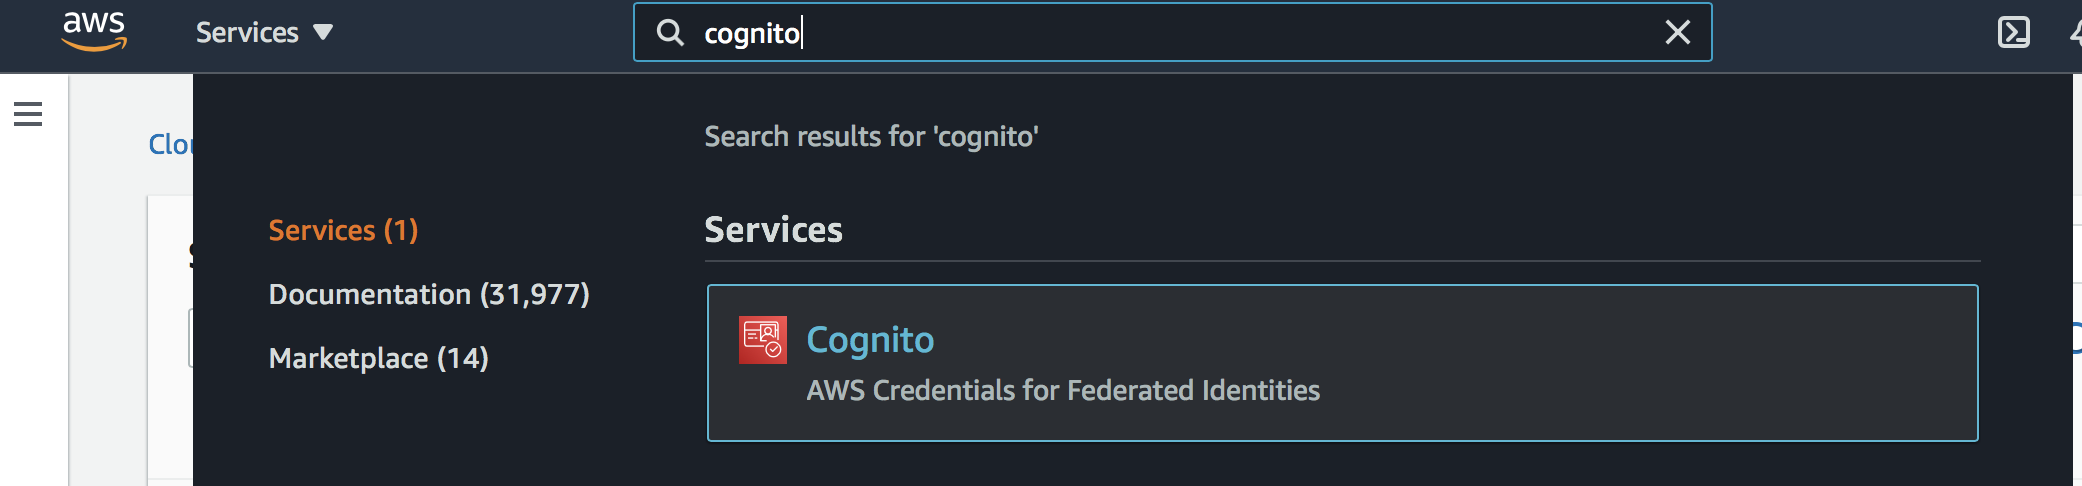 aws
Services
cognito
Search results for 'cognito'
Services (1)
Documentation (31,977)
Marketplace (14)
Services
Cognito
AWS Credentials for Federated Identities